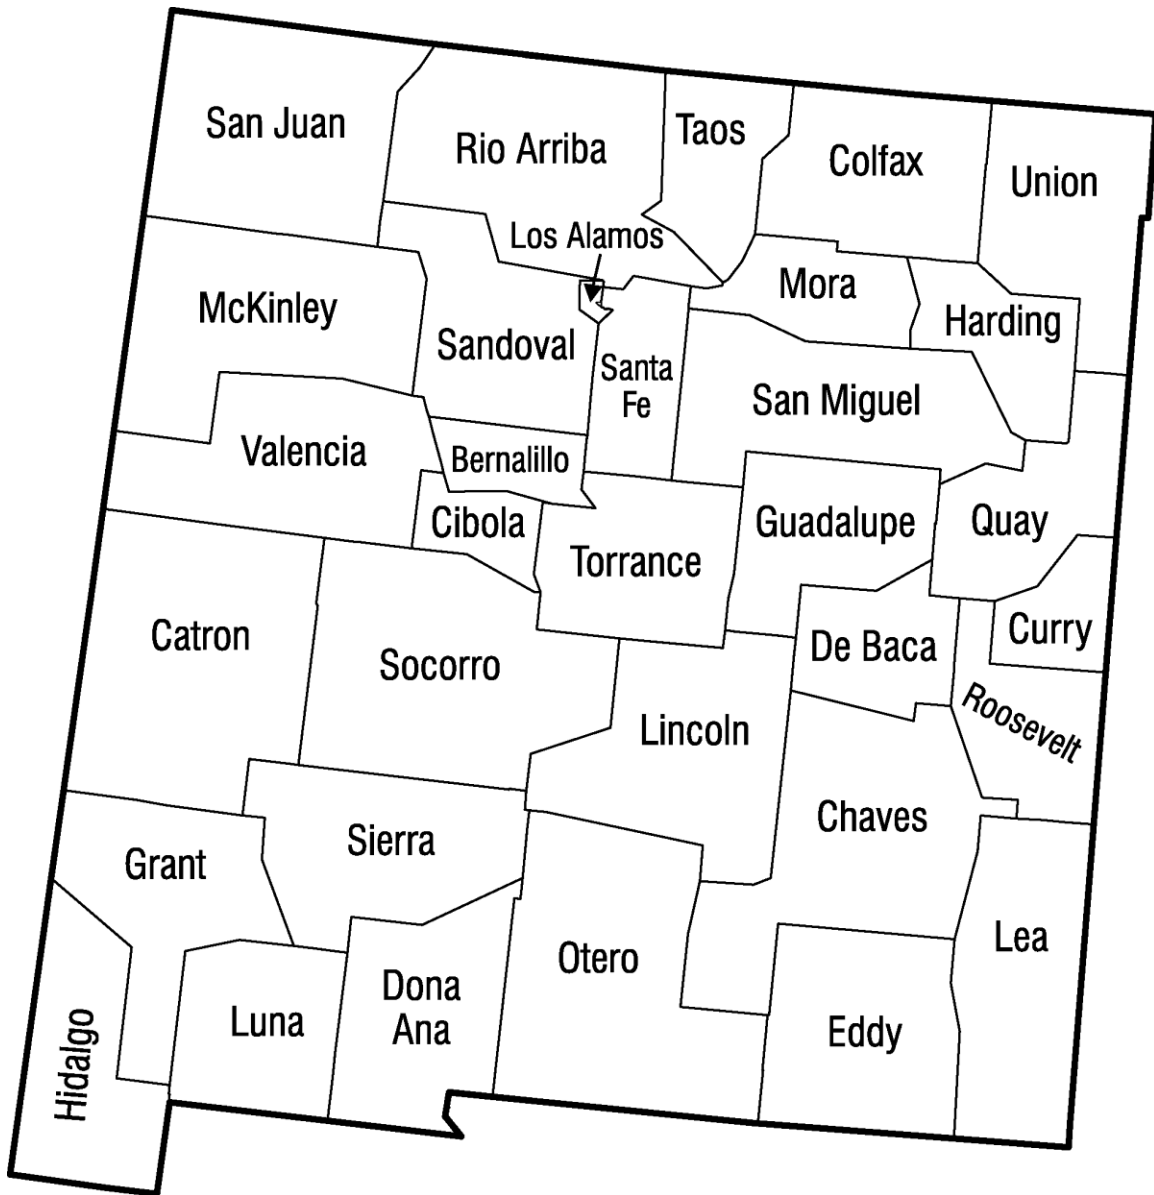 San Juan
Rio Arriba
Taos
Colfax
Union
Los Alamos
McKinley
Sandoval
Santa
Fe
Mora
Harding
San Miguel
Valencia
Bernalillo
Cibola
Torrance
Guadalupe
Quay
Curry
Catron
Socorro
De Baca
Roosevelt
Lincoln
Chaves
Sierra
Grant
Lea
Otero
Dona
Ana
Luna
Eddy
Hidalgo